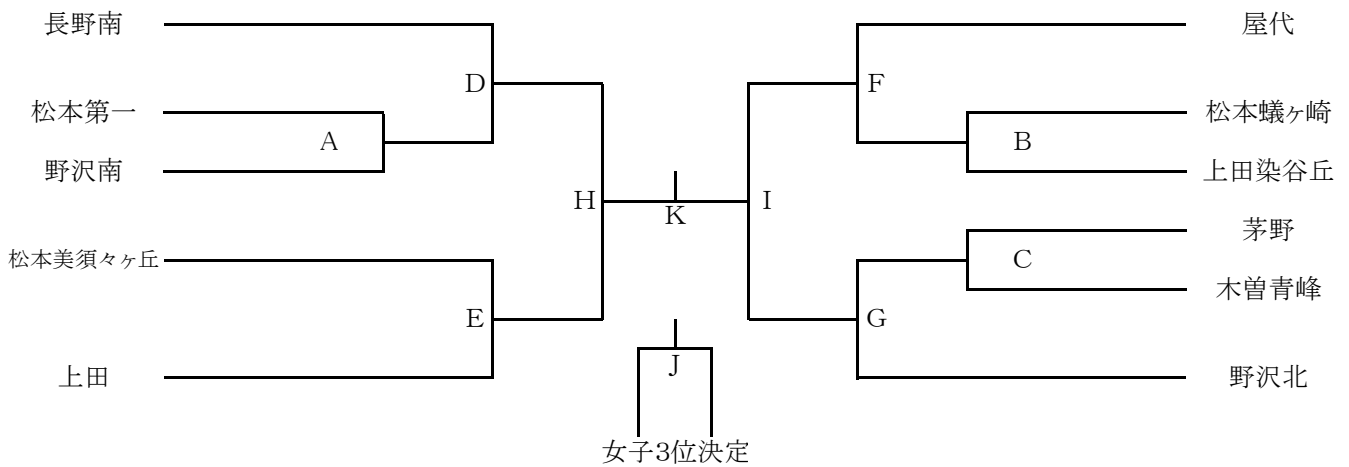 長野南
屋代
D
F
松本第一
松本蟻ヶ崎
A
B
野沢南
上田染谷丘
H
K
I
茅野
松本美須々ヶ丘
C
木曽青峰
E
G
J
上田
野沢北
女子3位決定